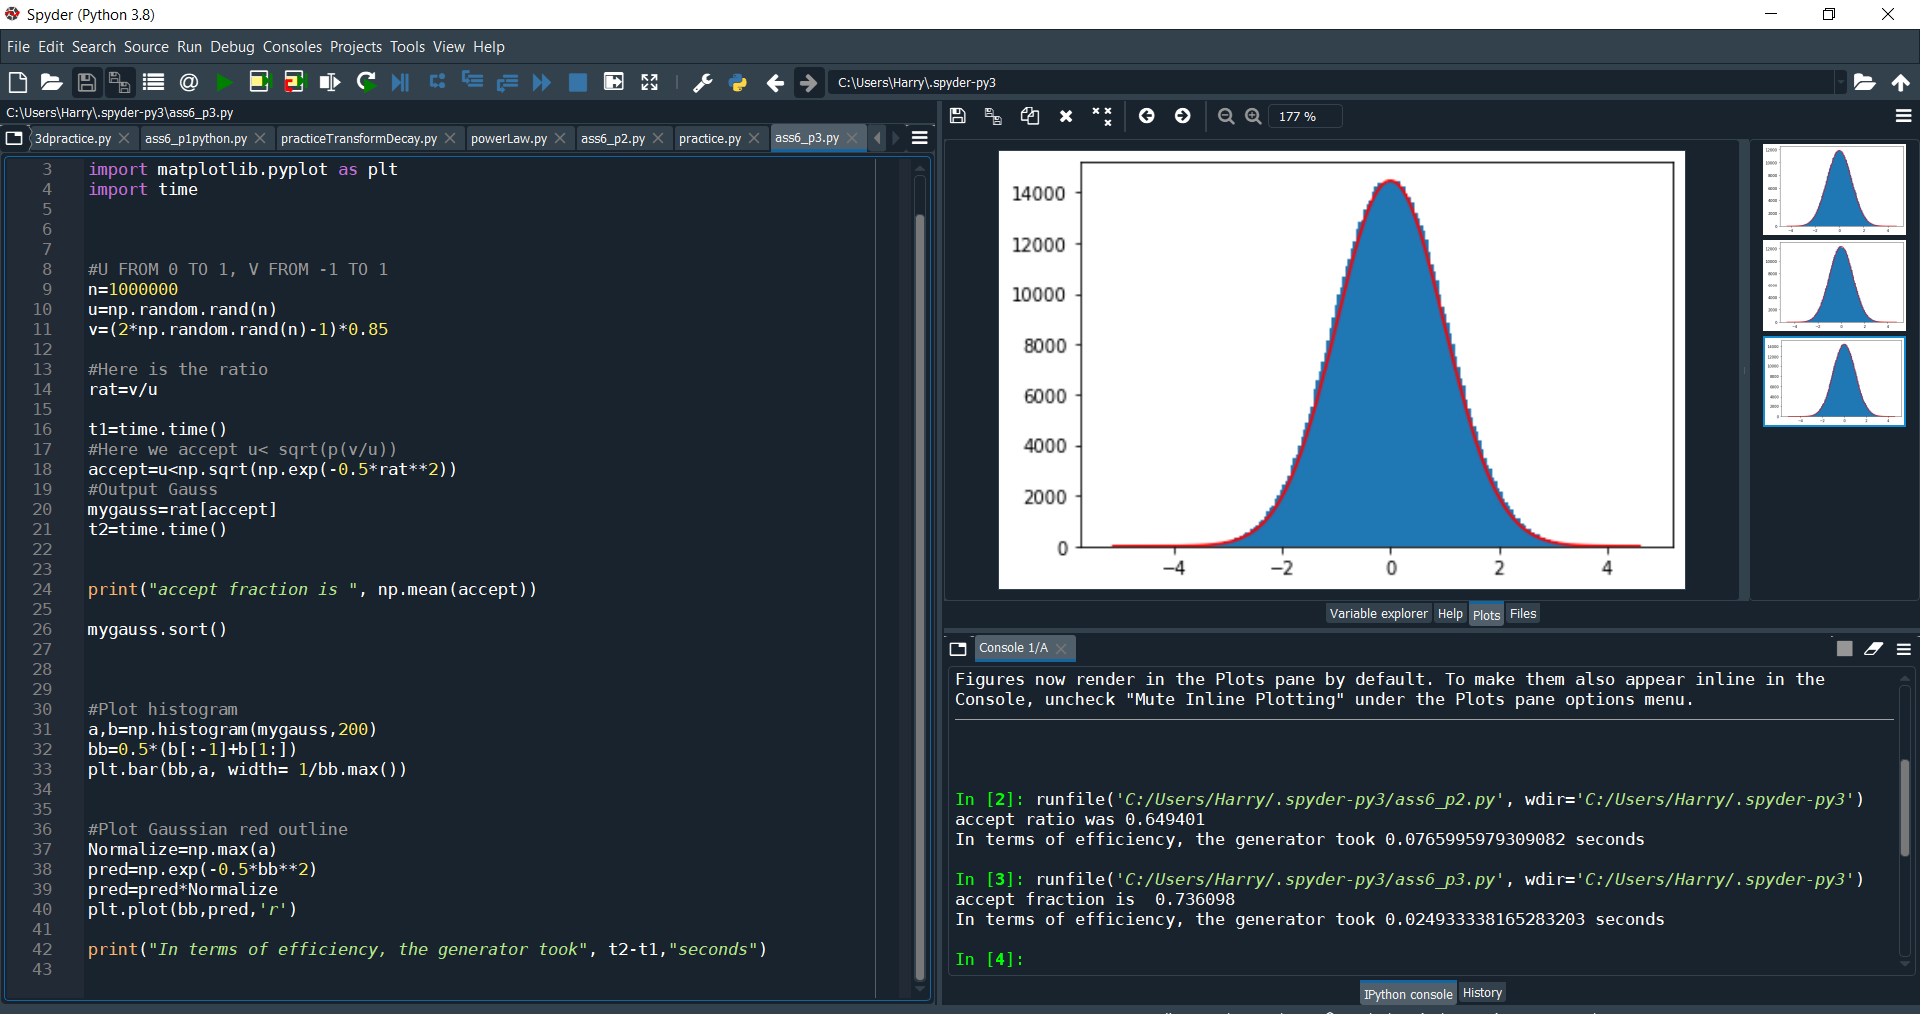 Spyder (Python 3.8)
File Edit Search Source Run Debug Consoles Projects Tools View Help
C:\Users\Harry\.spyder-py3
C:\Users\Harry\.spyder-py3\ass6_p3.py
3dpractice.py ass6_p1python.py practiceTransformDecay.py powerLaw.py ass6_p2.py practice.py ass6_p3.py
3 import matplotlib.pyplot as plt
4 import time
5
6
7
8 #U FROM 0 TO 1, V FROM -1 TO 1
9 n=1000000
10 u=np.random.rand(n)
11 v=(2*np.random.rand(n)-1)*0.85
12
13 #Here is the ratio
14 rat=v/u
15
16 t1=time.time()
17 #Here we accept u< sqrt(p(v/u))
18 accept=u<np.sqrt(np.exp(-0.5*rat**2))
19 #Output Gauss
20 mygauss=rat[accept]
21 t2=time.time()
22
23
24 print("accept fraction is ", np.mean(accept))
25
26 mygauss.sort()
27
28
29
30 #Plot histogram
31 a,b=np.histogram(mygauss,200)
32 bb=0.5*(b[:-1]+b[1:])
33 plt.bar(bb,a, width= 1/bb.max())
34
35
36 #Plot Gaussian red outline
37 Normalize=np.max(a)
38 pred=np.exp(-0.5*bb**2)
39 pred=pred*Normalize
40 plt.plot(bb,pred,'r')
41
42 print("In terms of efficiency, the generator took", t2-t1,"seconds")
43
177 %
14000
12000
10000
8000
6000
4000
2000
0
−4 −2 0 2 4
Variable explorer Help Plots Files
Console 1/A
Figures now render in the Plots pane by default. To make them also appear inline in the
Console, uncheck "Mute Inline Plotting" under the Plots pane options menu.
In [2]: runfile('C:/Users/Harry/.spyder-py3/ass6_p2.py', wdir='C:/Users/Harry/.spyder-py3')
accept ratio was 0.649401
In terms of efficiency, the generator took 0.0765995979309082 seconds
In [3]: runfile('C:/Users/Harry/.spyder-py3/ass6_p3.py', wdir='C:/Users/Harry/.spyder-py3')
accept fraction is  0.736098
In terms of efficiency, the generator took 0.024933338165283203 seconds
In [4]:
IPython console History